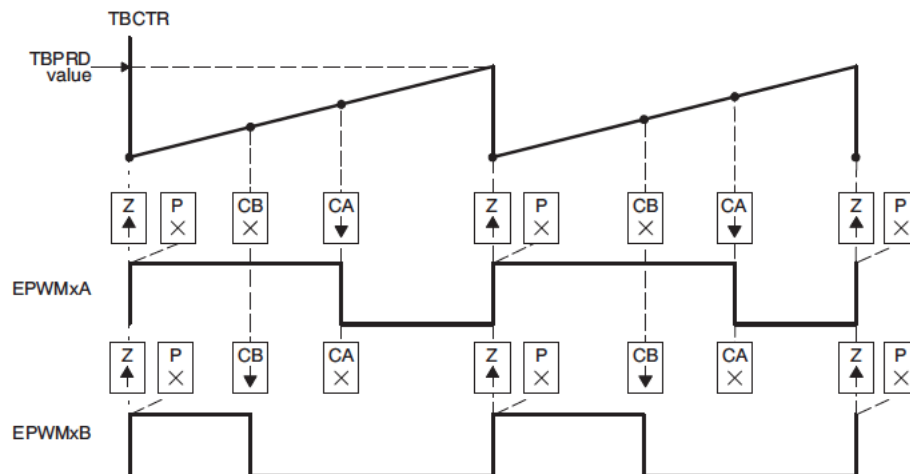 TBCTR
TBPRD
value
Z P CB CA Z P CB CA Z P
EPWMxA
Z P CB CA Z P CB CA Z P
EPWMxB